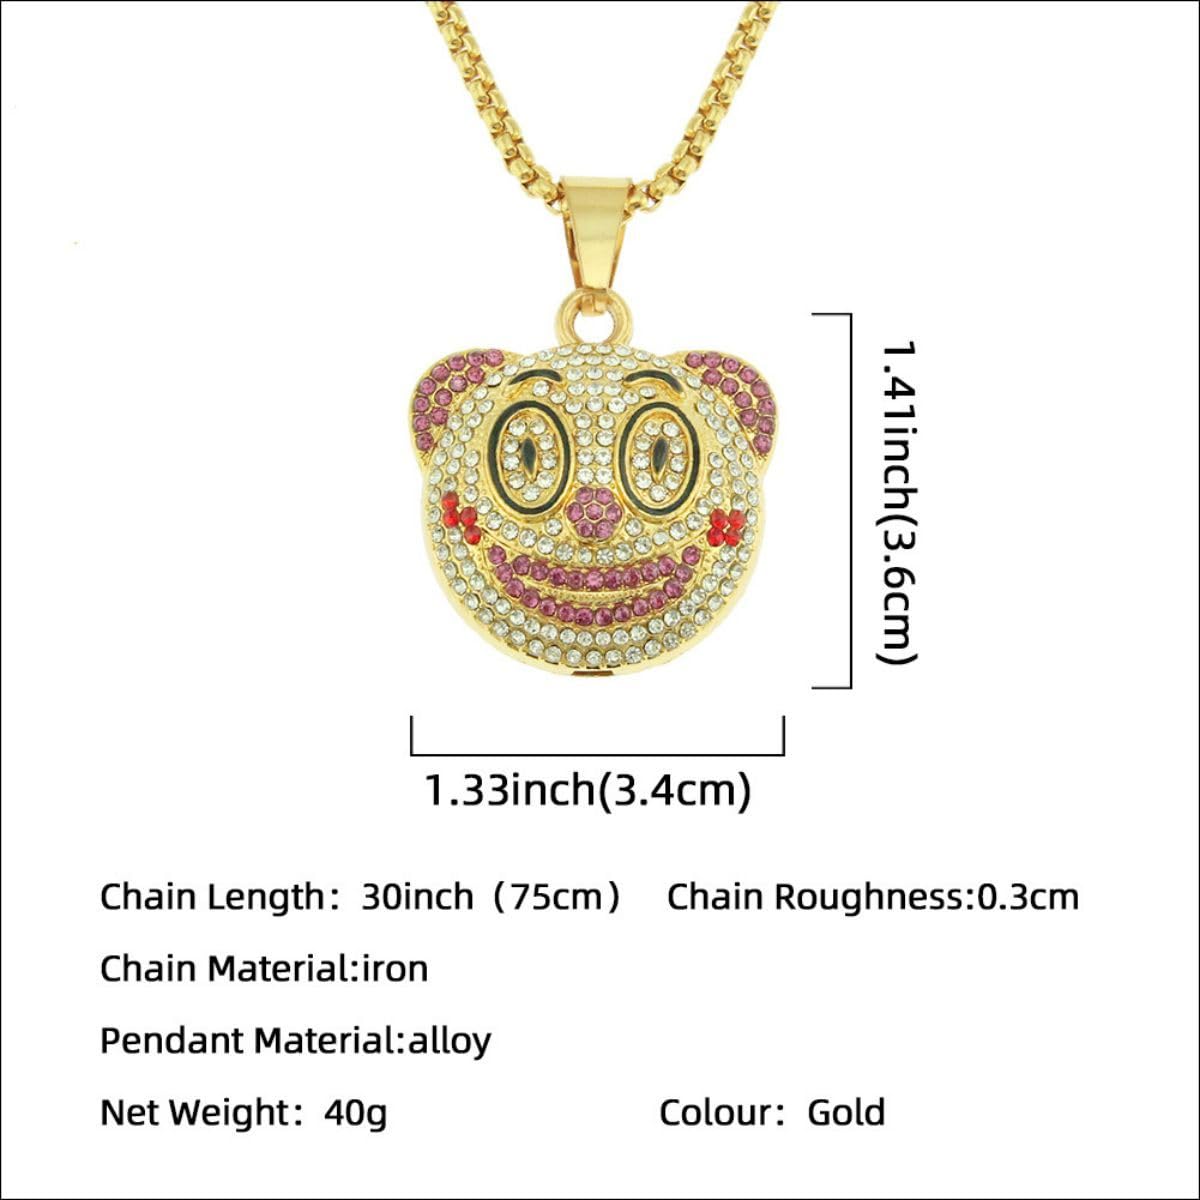 1.41inch(3.6cm)
1.33inch(3.4cm)
Chain Length：30inch（75cm） Chain Roughness:0.3cm
Chain Material:iron
Pendant Material:alloy
Net Weight：40g Colour：Gold